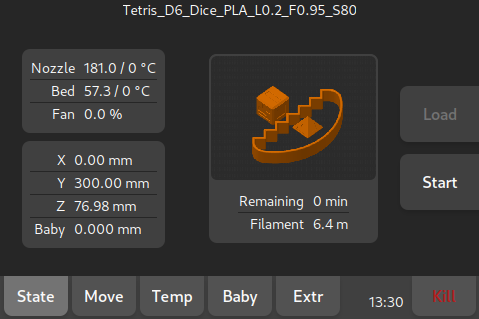 Tetris_D6_Dice_PLA_L0.2_F0.95_S80
Nozzle 181.0 / 0 °C
Bed 57.3 / 0 °C
Fan 0.0 %
X 0.00 mm
Y 300.00 mm
Z 76.98 mm
Baby 0.000 mm
Remaining 0 min
Filament 6.4 m
Load
Start
State Move Temp Baby Extr 13:30 Kill